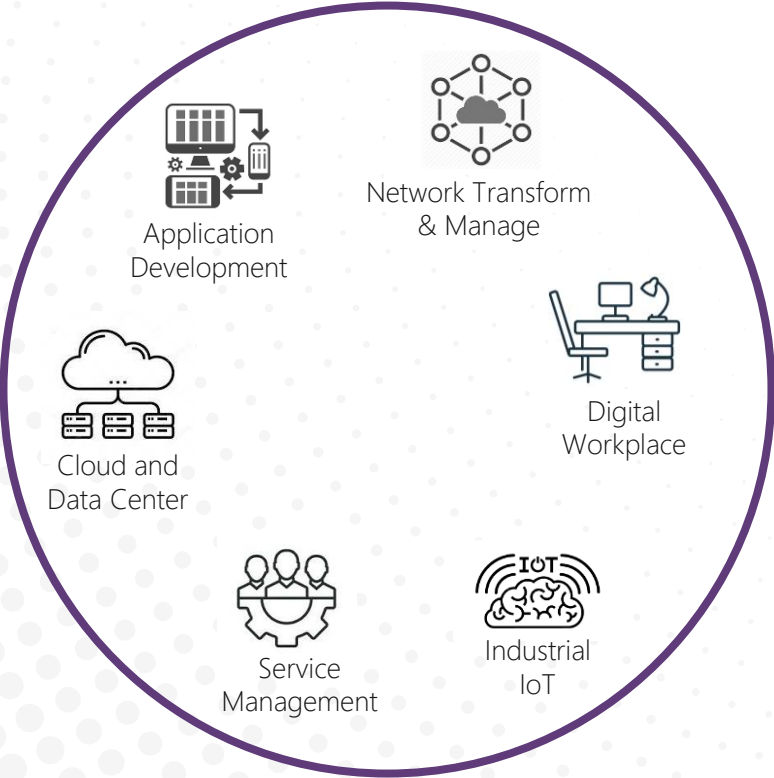 Network Transform
& Manage
Application
Development
Digital
Workplace
Cloud and
Data Center
IOT
Industrial
IoT
Service
Management